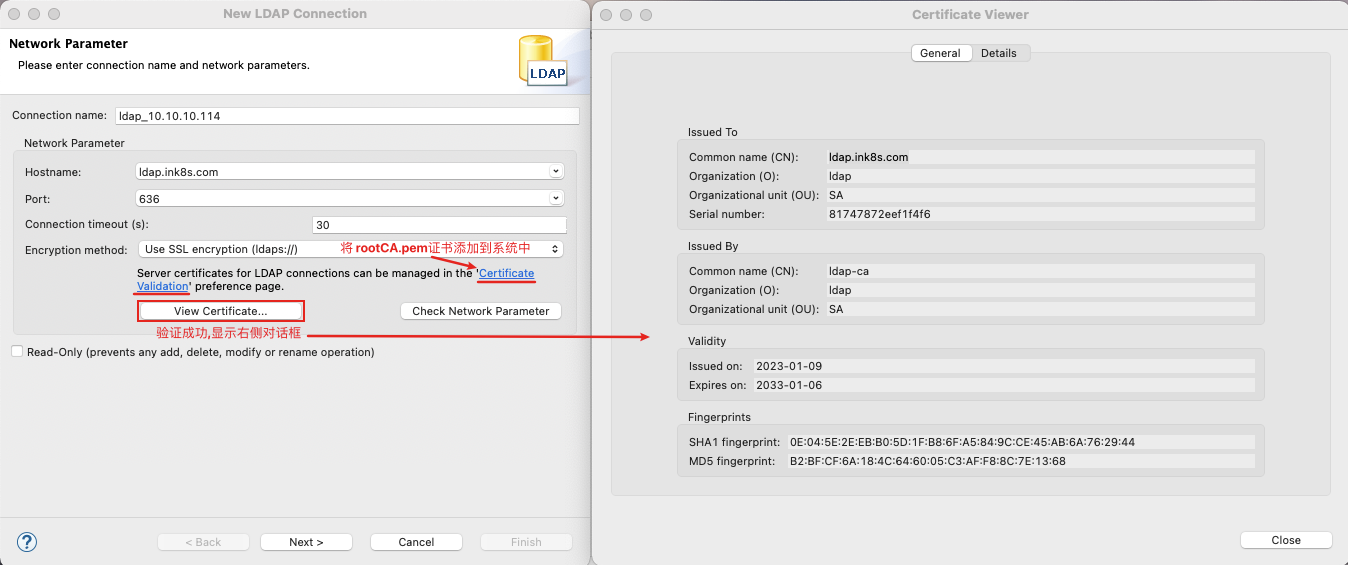 New LDAP Connection
Network Parameter
Please enter connection name and network parameters.
LDAP
Connection name: ldap_10.10.10.114
Network Parameter
Hostname: ldap.ink8s.com
Port: 636
Connection timeout (s): 30
Encryption method: Use SSL encryption (ldaps://)
将 rootCA.pem证书添加到系统中
Server certificates for LDAP connections can be managed in the 'Certificate
Validation' preference page.
View Certificate...
Check Network Parameter
验证成功,显示右侧对话框
Read-Only (prevents any add, delete, modify or rename operation)
?
< Back
Next >
Cancel
Finish
Certificate Viewer
General
Details
Issued To
Common name (CN): ldap.ink8s.com
Organization (O): ldap
Organizational unit (OU): SA
Serial number: 81747872eef1f4f6
Issued By
Common name (CN): ldap-ca
Organization (O): ldap
Organizational unit (OU): SA
Validity
Issued on: 2023-01-09
Expires on: 2033-01-06
Fingerprints
SHA1 fingerprint: 0E:04:5E:2E:EB:B0:5D:1F:B8:6F:A5:84:9C:CE:45:AB:6A:76:29:44
MD5 fingerprint: B2:BF:CF:6A:18:4C:64:60:05:C3:AF:F8:8C:7E:13:68
Close